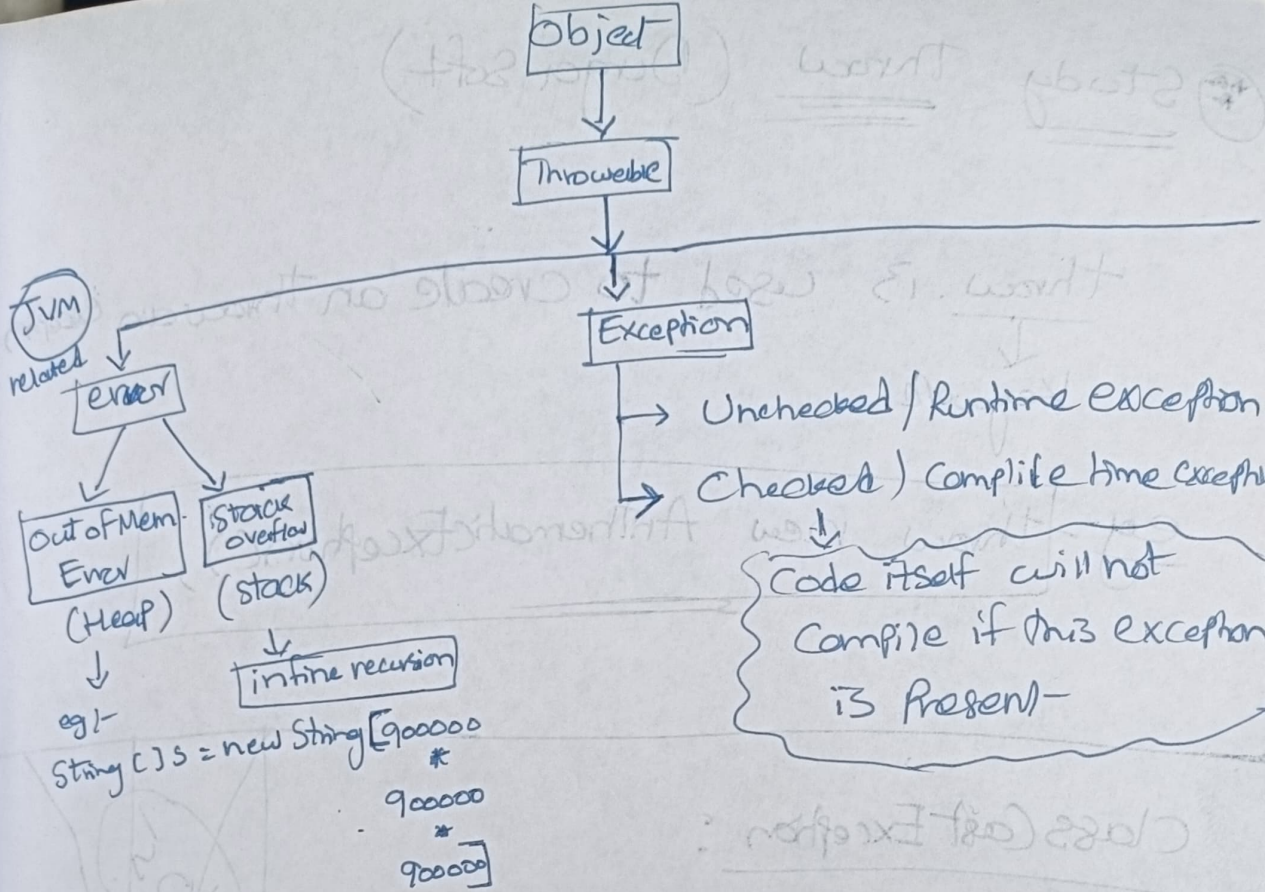 Object
Throweable
JVM
related
error
Exception
Unchecked / Runtime exception
Checked / Complite time excepti
out of Mem.
Error
(Heap)
Stack
overflow
(stack)
Code itself will not
Compile if this exception
is Present-
infine recursion
eg:-
String [] s = new String [900000
*
900000
*
900000]